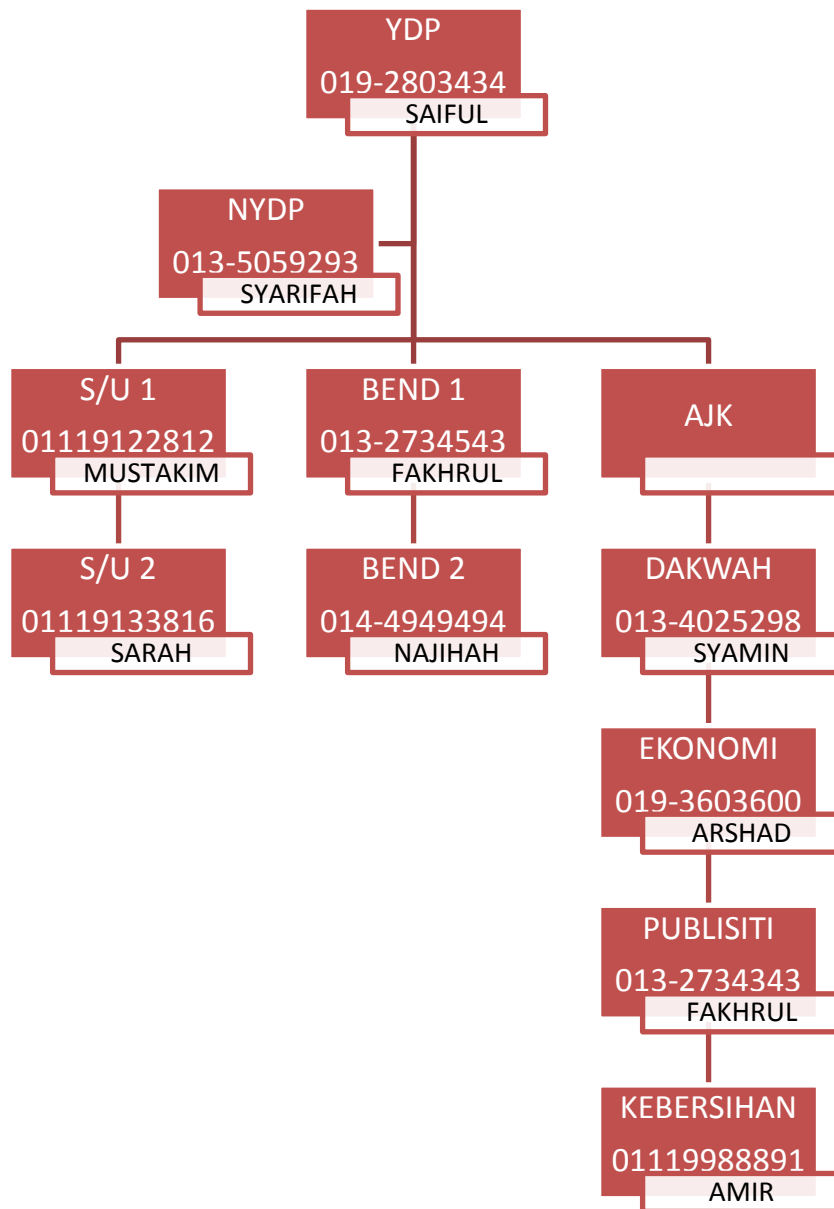 YDP
019-2803434
SAIFUL
NYDP
013-5059293
SYARIFAH
S/U 1
01119122812
MUSTAKIM
BEND 1
013-2734543
FAKHRUL
AJK
S/U 2
01119133816
SARAH
BEND 2
014-4949494
NAJIHAH
DAKWAH
013-4025298
SYAMIN
EKONOMI
019-3603600
ARSHAD
PUBLISITI
013-2734343
FAKHRUL
KEBERSIHAN
01119988891
AMIR